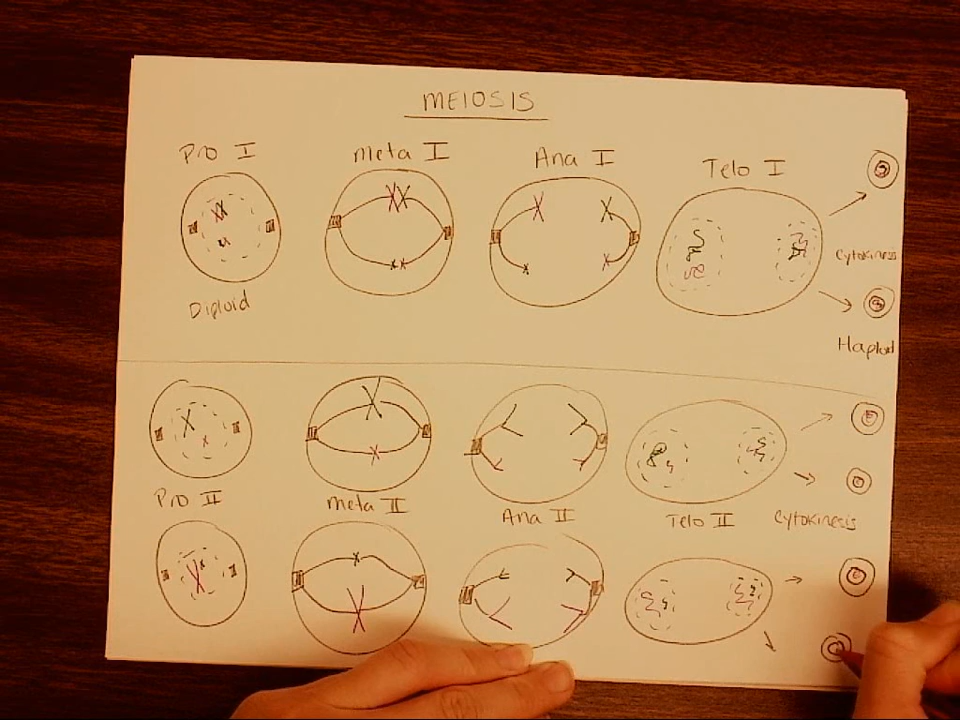 MEIOSIS
Pro I
Meta I
Ana I
Telo I
Cytokinesis
Diploid
Haploid
Pro II
Meta II
Ana II
Telo II
Cytokinesis